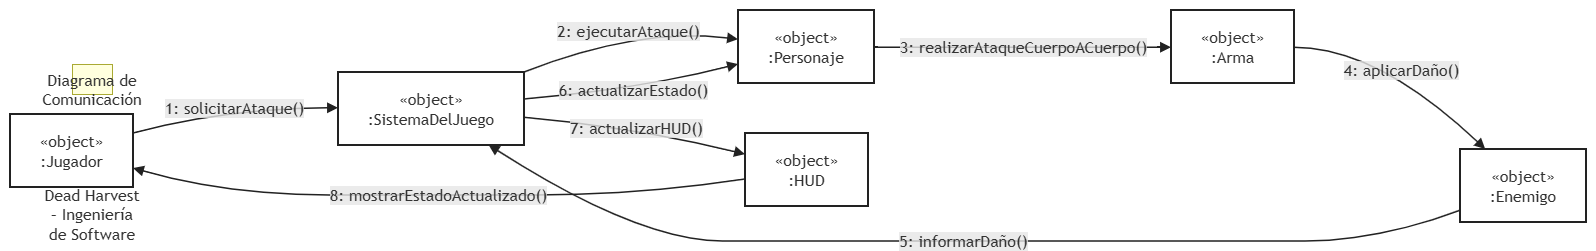 Diagrama de
Comunicación
«object»
:Jugador
Dead Harvest
- Ingeniería
de Software
1: solicitarAtaque()
«object»
:SistemaDelJuego
2: ejecutarAtaque()
6: actualizarEstado()
7: actualizarHUD()
8: mostrarEstadoActualizado()
«object»
:Personaje
«object»
:HUD
3: realizarAtaqueCuerpoACuerpo()
5: informarDaño()
«object»
:Arma
4: aplicarDaño()
«object»
:Enemigo